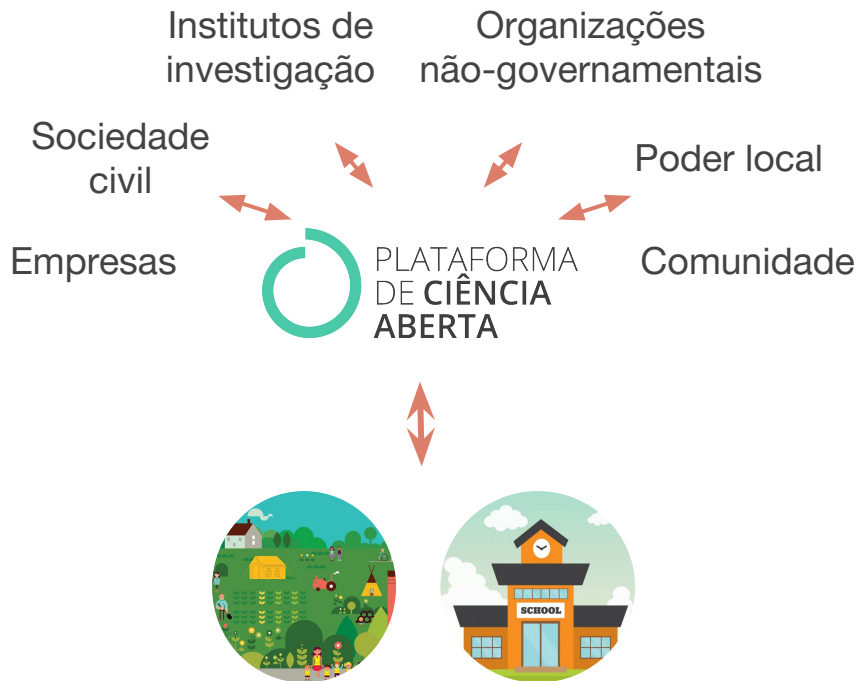 Institutos de
investigação
Organizações
não-governamentais
Sociedade
civil
Poder local
Empresas
PLATAFORMA
DE CIÊNCIA
ABERTA
Comunidade
SCHOOL